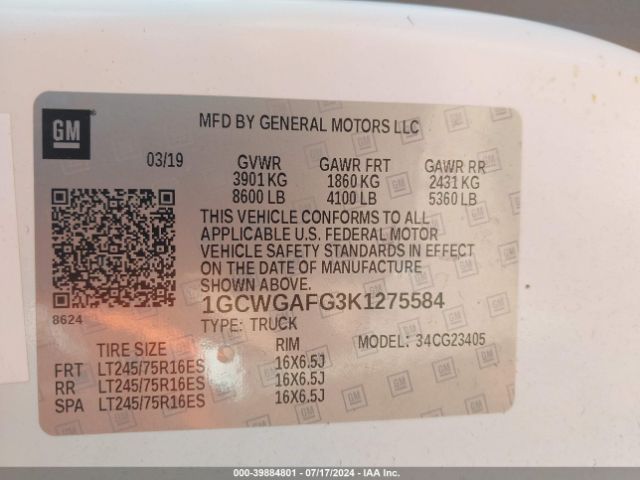 GM
MFD BY GENERAL MOTORS LLC
03/19 GVWR GAWR FRT GAWR RR
3901 KG 1860 KG 2431 KG
8600 LB 4100 LB 5360 LB
THIS VEHICLE CONFORMS TO ALL
APPLICABLE U.S. FEDERAL MOTOR
VEHICLE SAFETY STANDARDS IN EFFECT
ON THE DATE OF MANUFACTURE
SHOWN ABOVE.
1GCWGAFG3K1275584
8624
TYPE: TRUCK MODEL: 34CG23405
TIRE SIZE RIM
FRT LT245/75R16ES 16X6.5J
RR LT245/75R16ES 16X6.5J
SPA LT245/75R16ES 16X6.5J
000-39884801 - 07/17/2024 - IAA Inc.